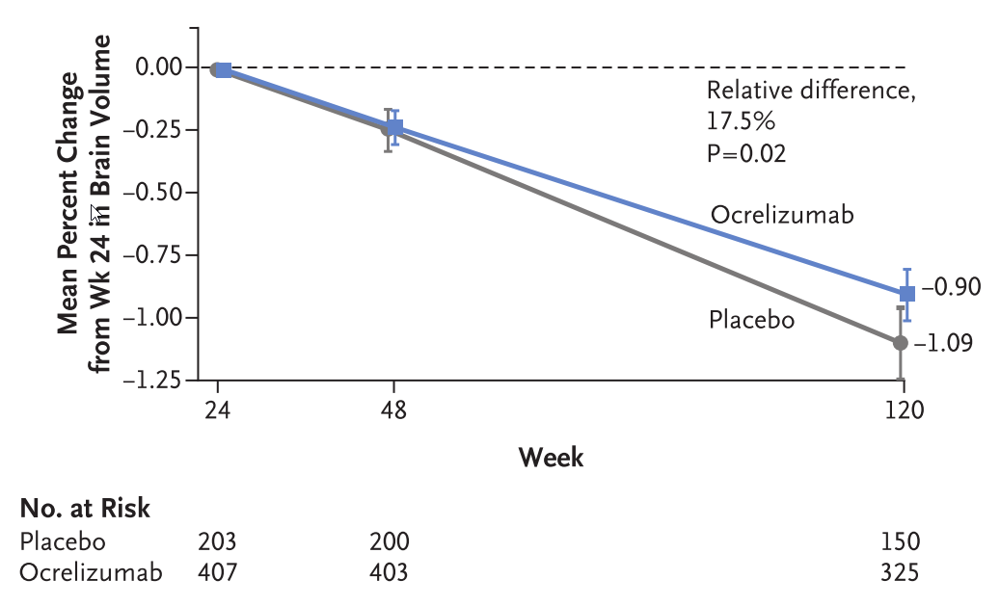 Mean Percent Change
from Wk 24 in Brain Volume
0.00
–0.25
–0.50
–0.75
–1.00
–1.25
Relative difference,
17.5%
P=0.02
Ocrelizumab
–0.90
Placebo
–1.09
24 48 120
Week
No. at Risk
Placebo 203 200 150
Ocrelizumab 407 403 325